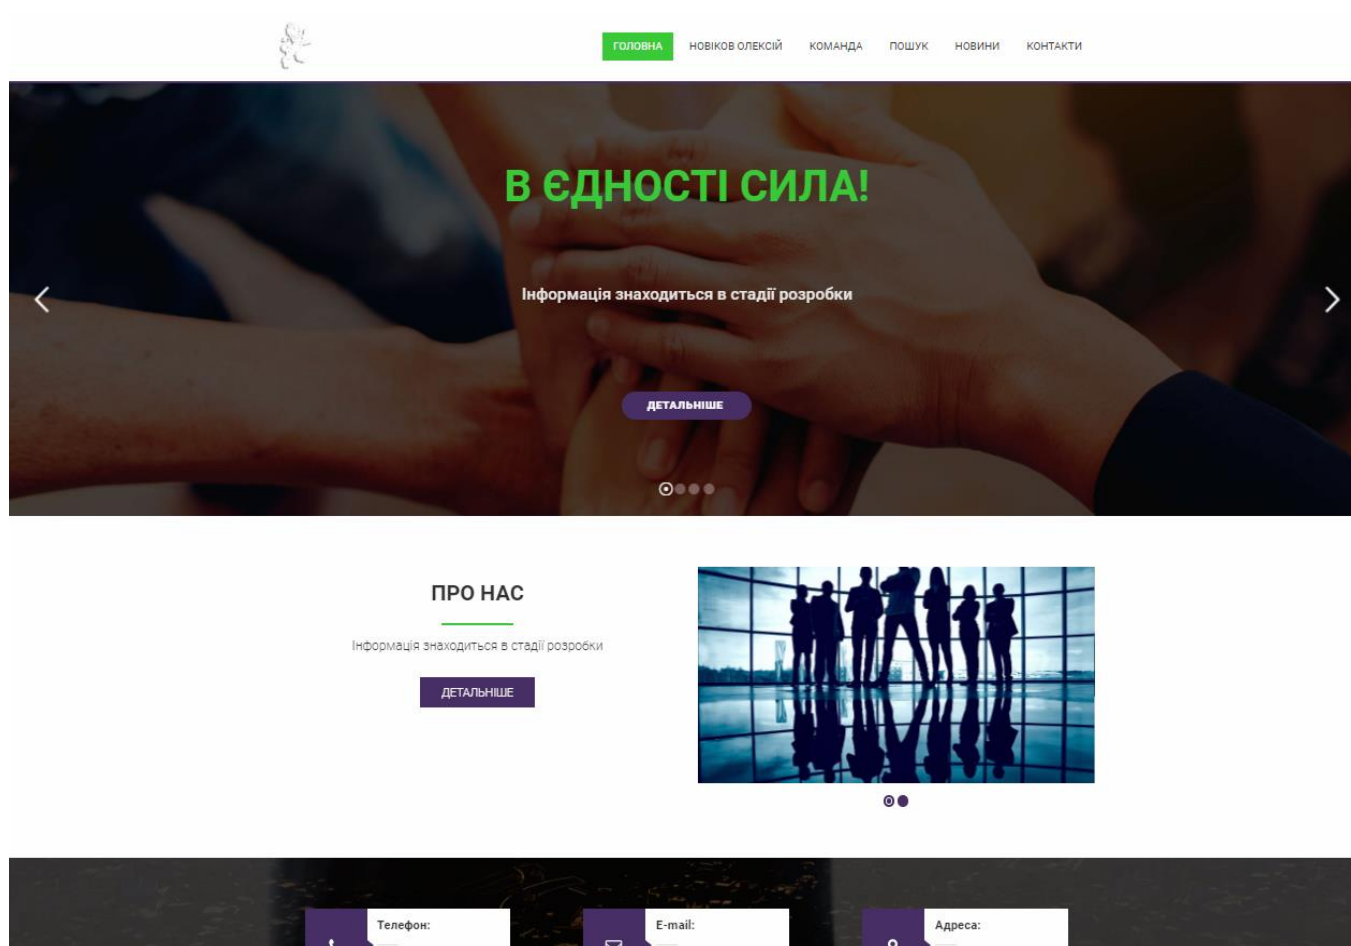 ГОЛОВНА НОВІКОВ ОЛЕКСІЙ КОМАНДА ПОШУК НОВИНИ КОНТАКТИ
В ЄДНОСТІ СИЛА!
Інформація знаходиться в стадії розробки
ДЕТАЛЬНІШЕ
ПРО НАС
Інформація знаходиться в стадії розробки
ДЕТАЛЬНІШЕ
Телефон: E-mail: Адреса: